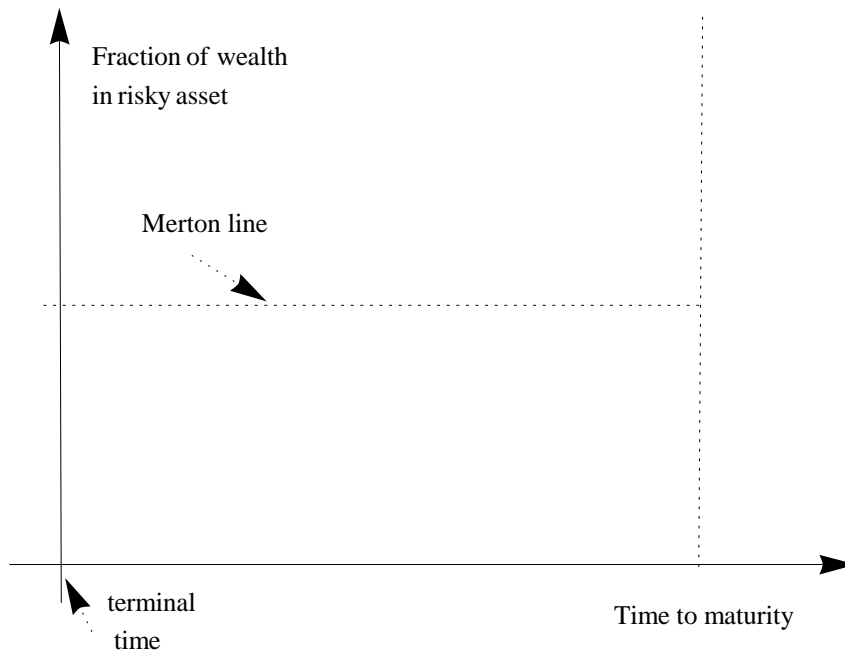 Fraction of wealth
in risky asset
Merton line
terminal
time
Time to maturity